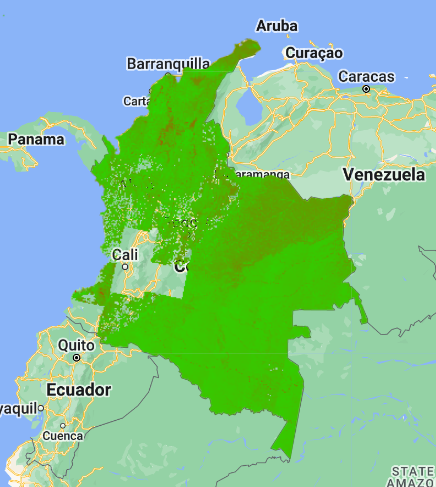 Aruba
Curaçao
Barranquilla
Caracas
Carta
Panama
aramanga
Venezuela
Cali
Co
Quito
Ecuador
yaquil
Cuenca
STATE
AMAZO